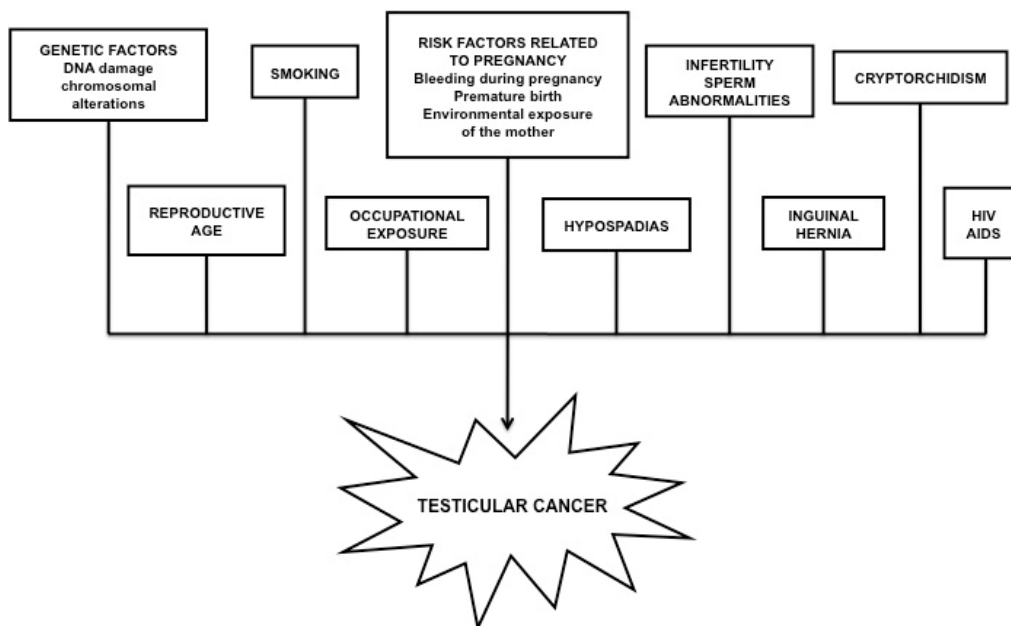 GENETIC FACTORS
DNA damage
chromosomal
alterations
SMOKING
RISK FACTORS RELATED
TO PREGNANCY
Bleeding during pregnancy
Premature birth
Environmental exposure
of the mother
INFERTILITY
SPERM
ABNORMALITIES
CRYPTORCHIDISM
REPRODUCTIVE
AGE
OCCUPATIONAL
EXPOSURE
HYPOSPADIAS
INGUINAL
HERNIA
HIV
AIDS
TESTICULAR CANCER